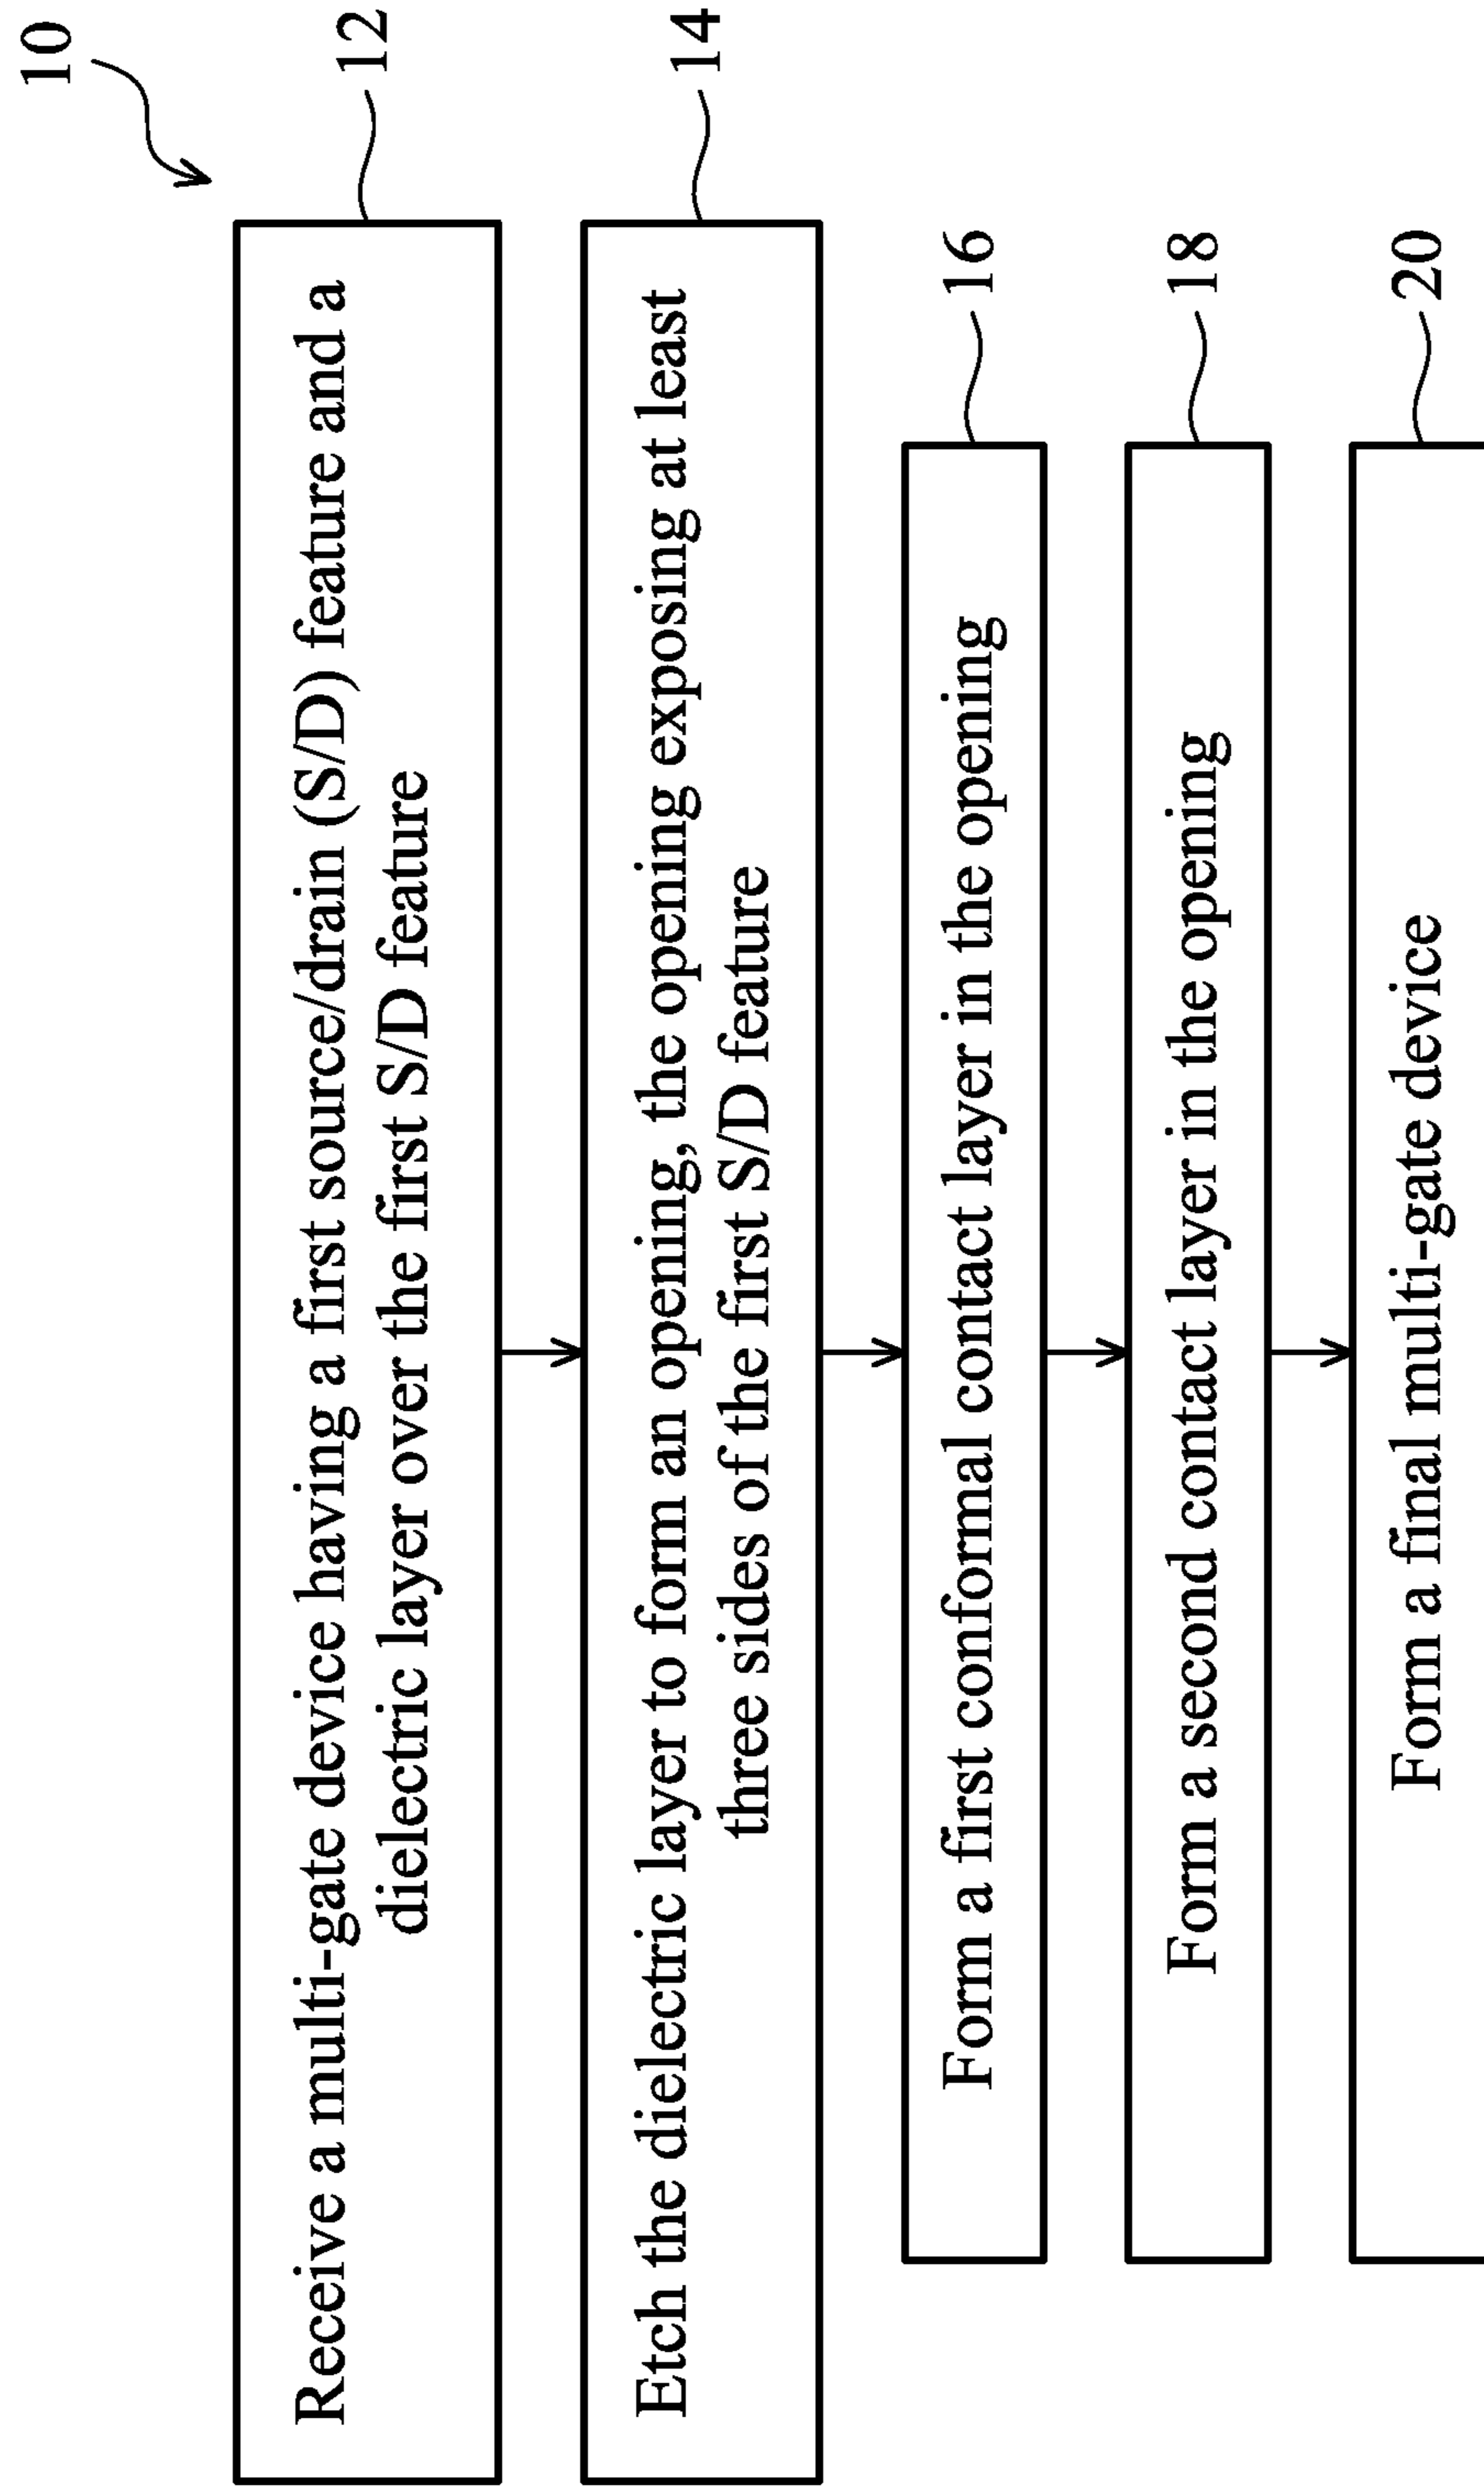 10
Receive a multi-gate device having a first source/drain (S/D) feature and a
dielectric layer over the first S/D feature
12
Etch the dielectric layer to form an opening, the opening exposing at least
three sides of the first S/D feature
14
Form a first conformal contact layer in the opening
16
Form a second contact layer in the opening
18
Form a final multi-gate device
20